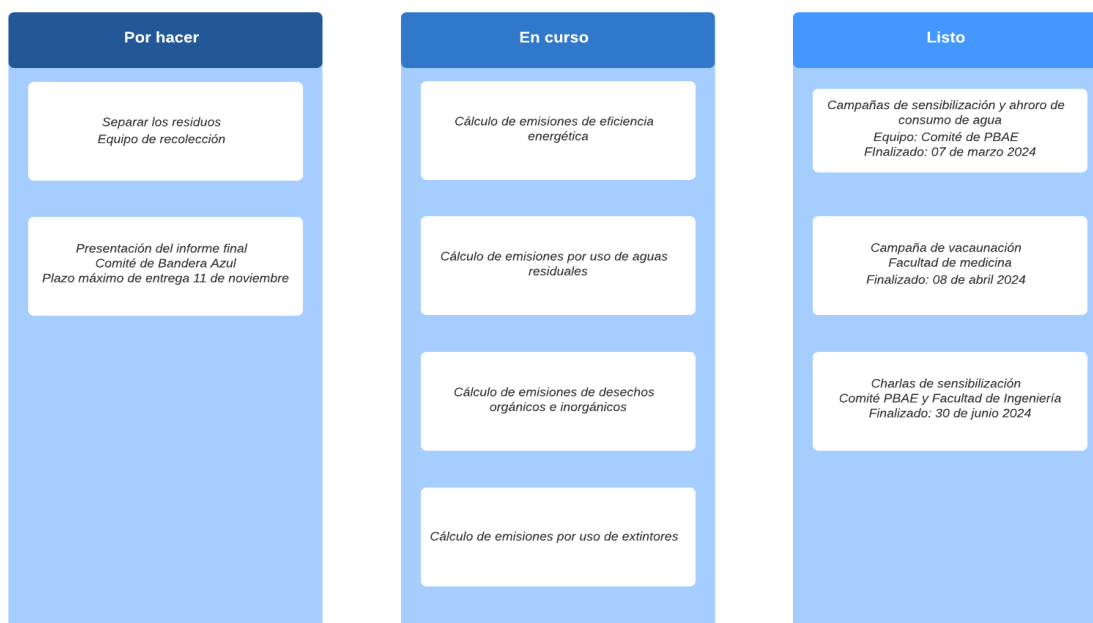 Por hacer
Separar los residuos
Equipo de recolección
Presentación del informe final
Comité de Bandera Azul
Plazo máximo de entrega 11 de noviembre
En curso
Cálculo de emisiones de eficiencia
energética
Cálculo de emisiones por uso de aguas
residuales
Cálculo de emisiones de desechos
orgánicos e inorgánicos
Cálculo de emisiones por uso de extintores
Listo
Campañas de sensibilización y ahroro de
consumo de agua
Equipo: Comité de PBAE
FInalizado: 07 de marzo 2024
Campaña de vacaunación
Facultad de medicina
Finalizado: 08 de abril 2024
Charlas de sensibilización
Comité PBAE y Facultad de Ingeniería
Finalizado: 30 de junio 2024